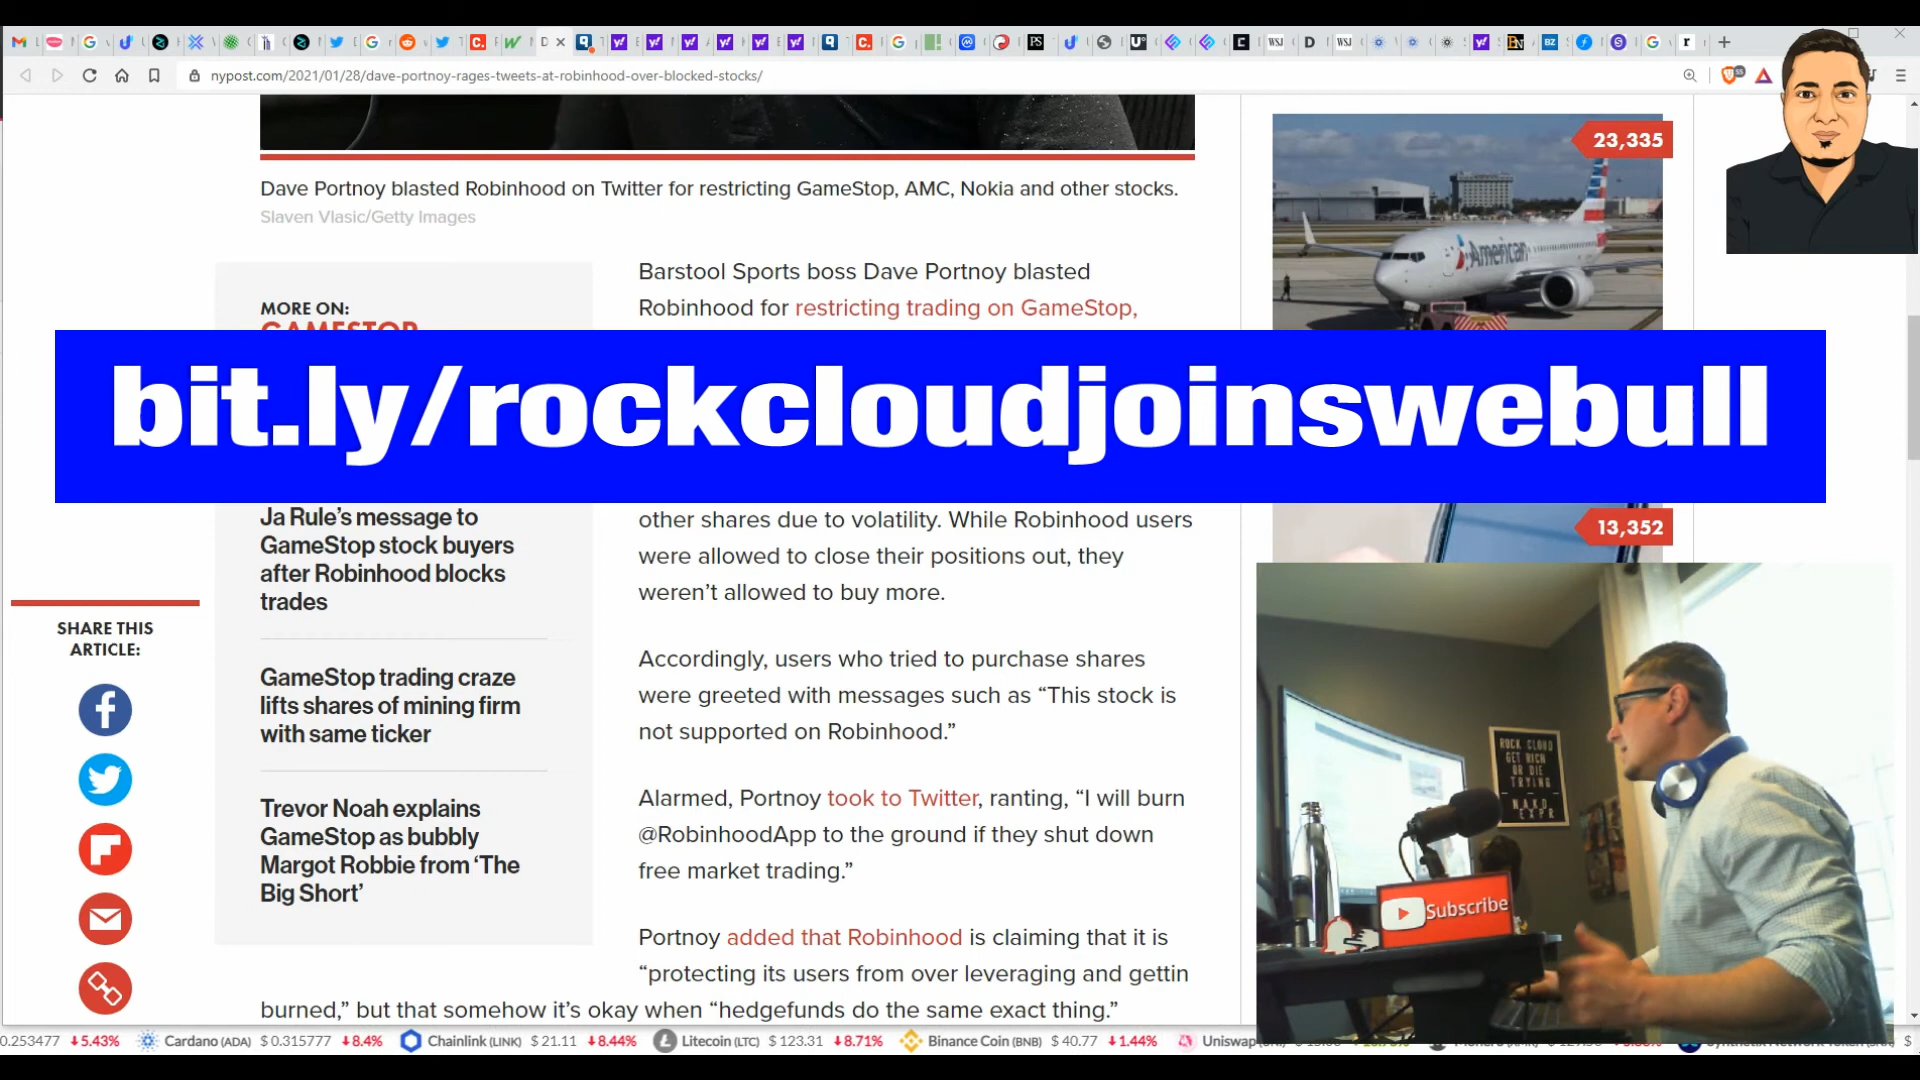 nypost.com/2021/01/28/dave-portnoy-rages-tweets-at-robinhood-over-blocked-stocks/
Dave Portnoy blasted Robinhood on Twitter for restricting GameStop, AMC, Nokia and other stocks.
Slaven Vlasic/Getty Images
23,335
American
MORE ON:
GAMESTOP
Barstool Sports boss Dave Portnoy blasted
Robinhood for restricting trading on GameStop,
bit.ly/rockcloudjoinswebull
Ja Rule’s message to
GameStop stock buyers
after Robinhood blocks
trades
GameStop trading craze
lifts shares of mining firm
with same ticker
Trevor Noah explains
GameStop as bubbly
Margot Robbie from ‘The
Big Short’
other shares due to volatility. While Robinhood users
were allowed to close their positions out, they
weren’t allowed to buy more.
Accordingly, users who tried to purchase shares
were greeted with messages such as “This stock is
not supported on Robinhood.”
Alarmed, Portnoy took to Twitter, ranting, “I will burn
@RobinhoodApp to the ground if they shut down
free market trading.”
Portnoy added that Robinhood is claiming that it is
“protecting its users from over leveraging and gettin
burned,” but that somehow it’s okay when “hedgefunds do the same exact thing.”
13,352
SHARE THIS
ARTICLE:
ROCK CLOUD
GET RICH
OR DIE
TRYING
NAKD
EXPR
Subscribe
0.253477 5.43% Cardano (ADA) $ 0.315777 8.4% Chainlink (LINK) $ 21.11 8.44% Litecoin (LTC) $ 123.31 8.71% Binance Coin (BNB) $ 40.77 1.44% Uniswap